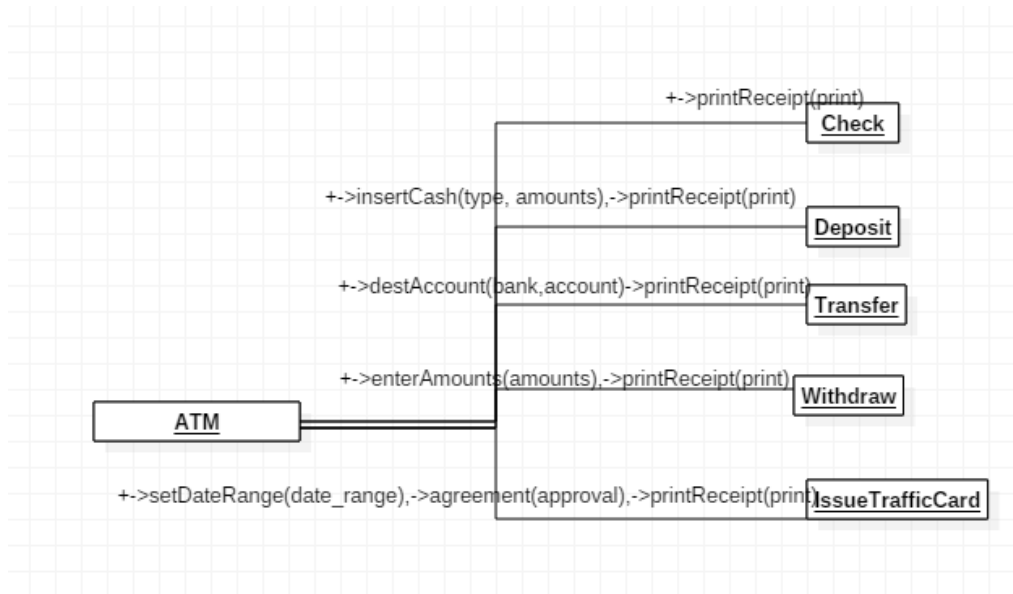 +->printReceipt(print)
Check
+->insertCash(type, amounts),->printReceipt(print)
Deposit
+->destAccount(bank,account)->printReceipt(print)
Transfer
+->enterAmounts(amounts),->printReceipt(print)
Withdraw
ATM
+->setDateRange(date_range),->agreement(approval),->printReceipt(print)
IssueTrafficCard